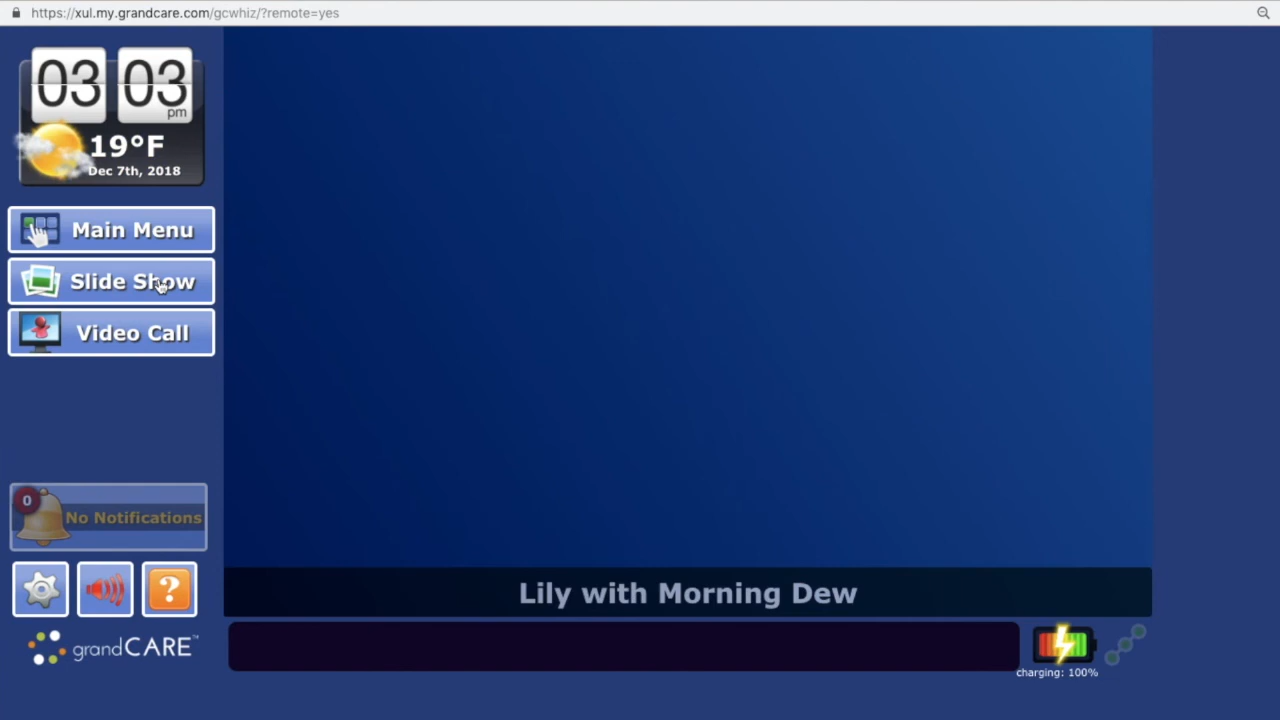 https://xul.my.grandcare.com/gcwhiz/?remote=yes
03 03
pm
19°F
Dec 7th, 2018
Main Menu
Slide Show
Video Call
0
No Notifications
?
Lily with Morning Dew
grandCARE™
charging: 100%